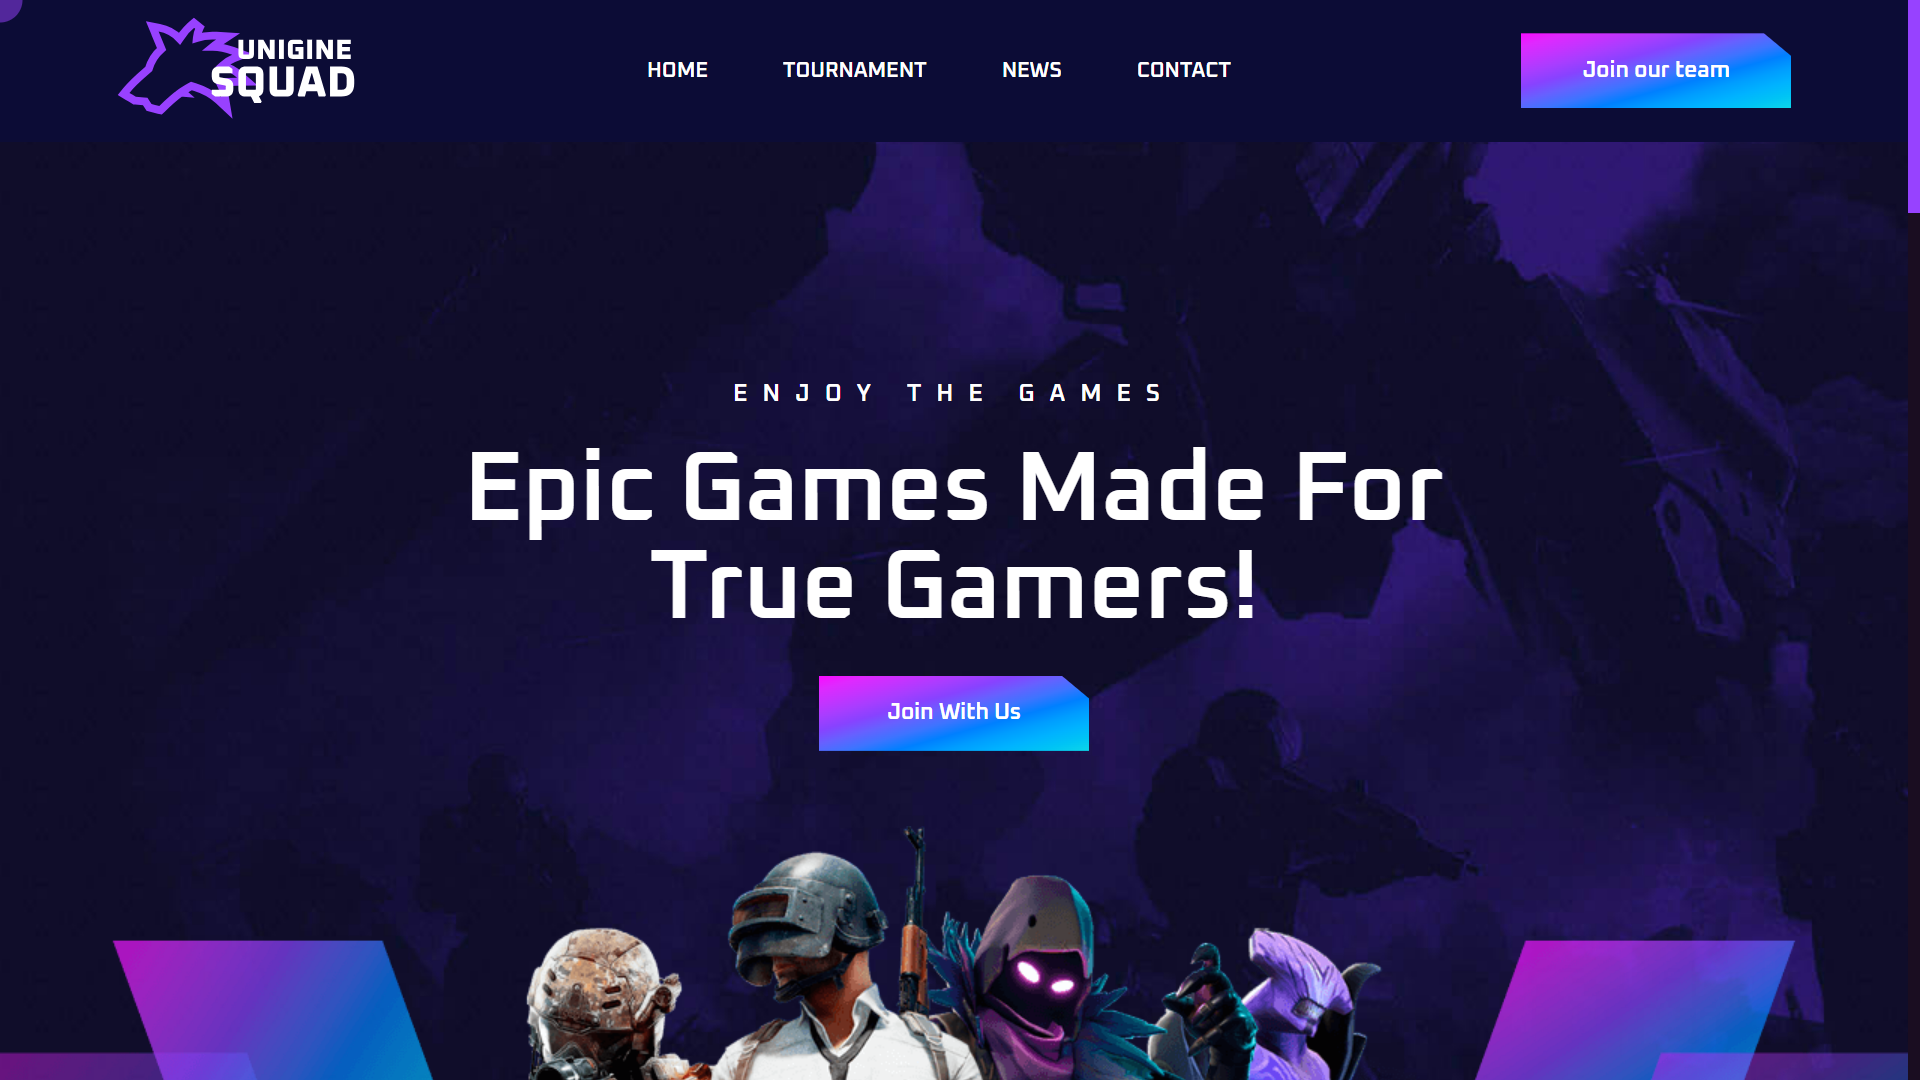 UNIGINE
SQUAD
HOME
TOURNAMENT
NEWS
CONTACT
Join our team
ENJOY THE GAMES
Epic Games Made For
True Gamers!
Join With Us